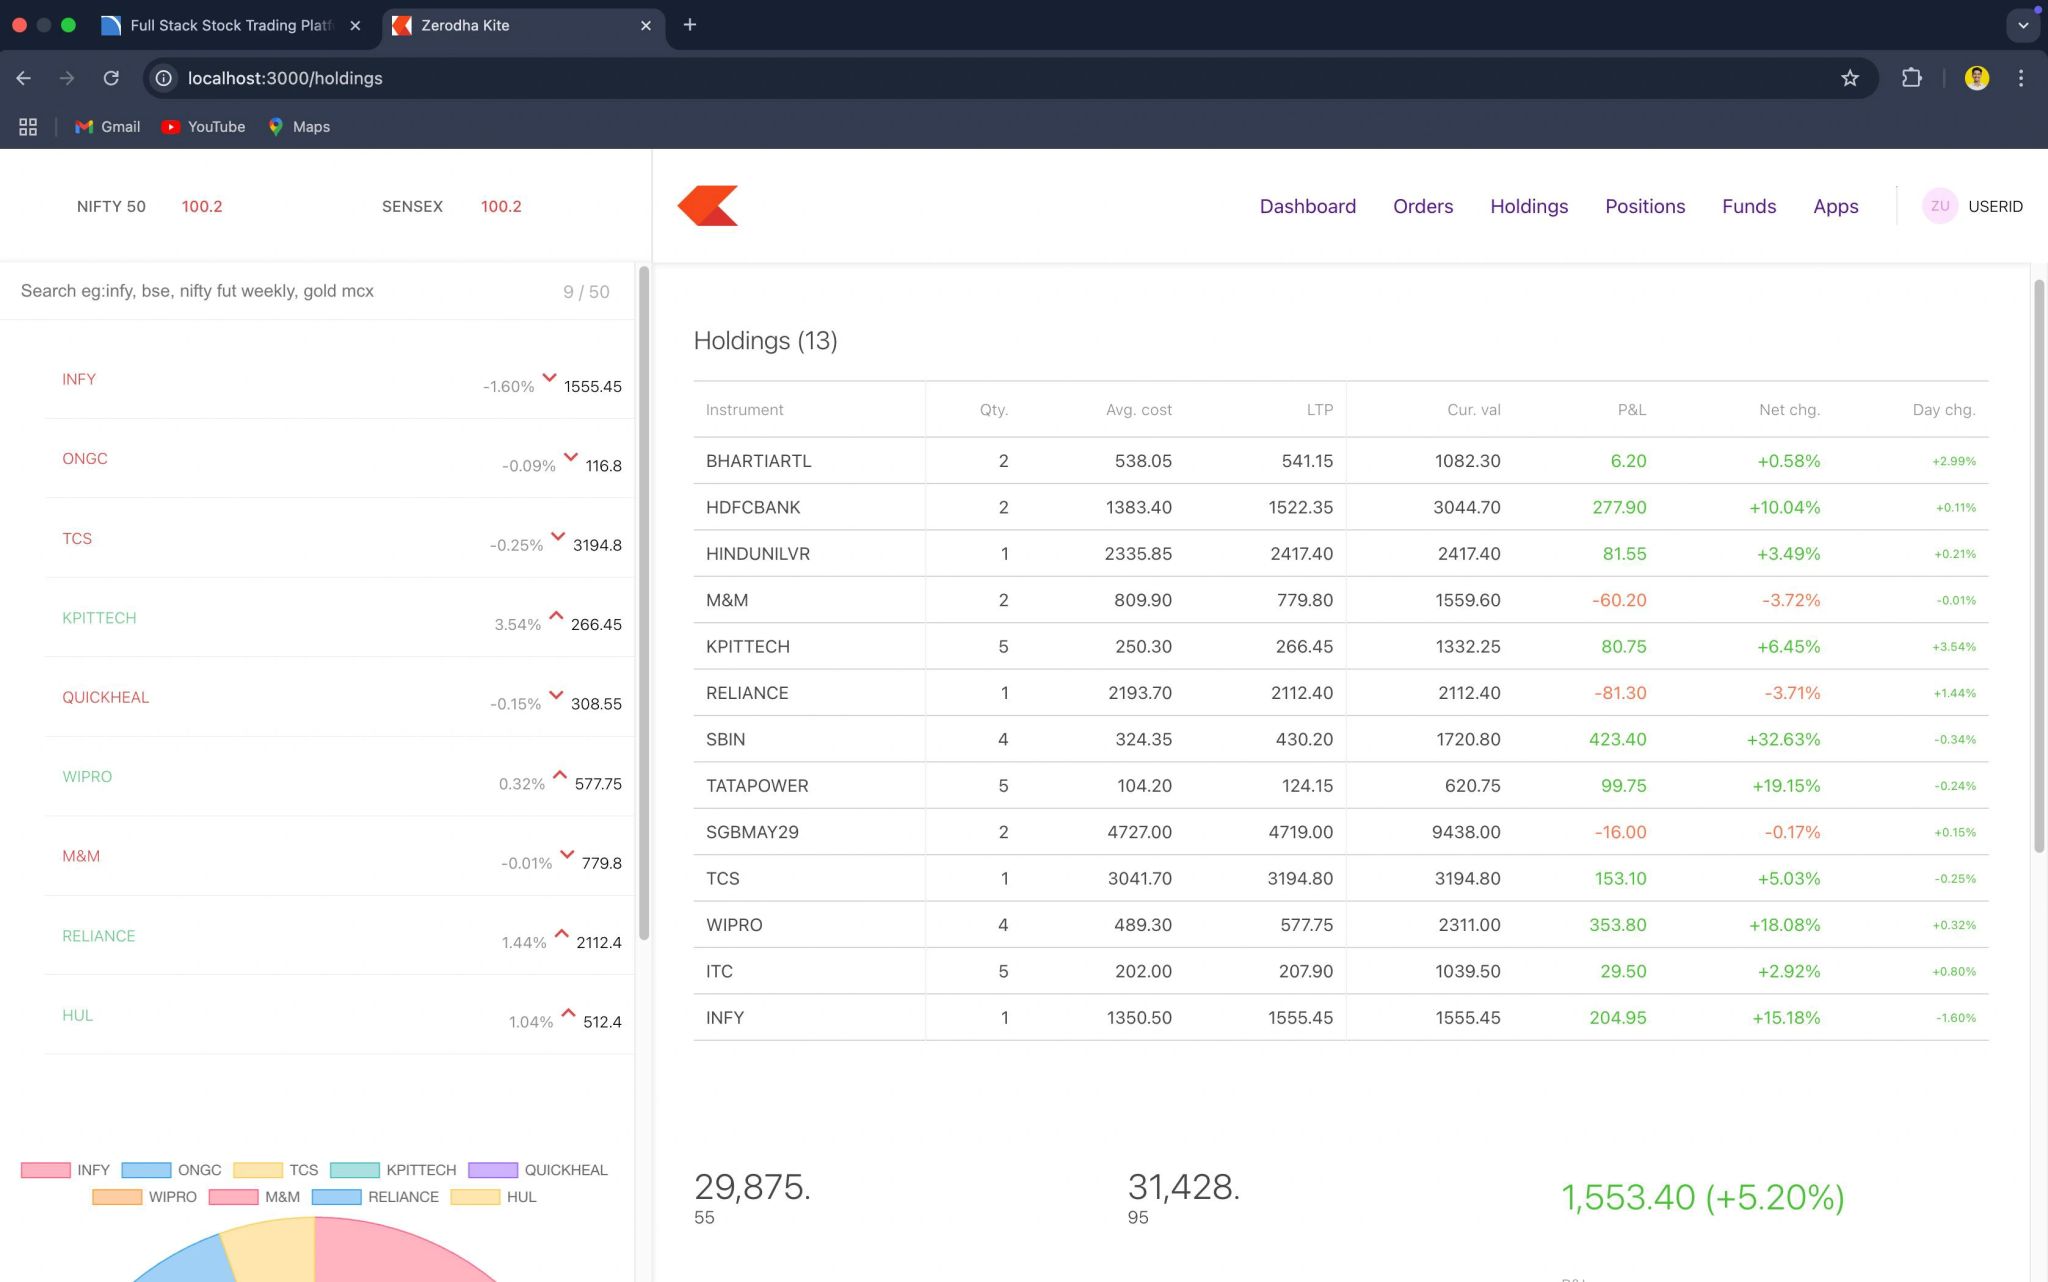 Full Stack Stock Trading Platf
Zerodha Kite
localhost:3000/holdings
Gmail YouTube Maps
NIFTY 50 100.2 SENSEX 100.2
Dashboard Orders Holdings Positions Funds Apps ZU USERID
Search eg:infy, bse, nifty fut weekly, gold mcx 9 / 50
INFY -1.60% 1555.45
ONGC -0.09% 116.8
TCS -0.25% 3194.8
KPITTECH 3.54% 266.45
QUICKHEAL -0.15% 308.55
WIPRO 0.32% 577.75
M&M -0.01% 779.8
RELIANCE 1.44% 2112.4
HUL 1.04% 512.4
INFY ONGC TCS KPITTECH QUICKHEAL
WIPRO M&M RELIANCE HUL
Holdings (13)
Instrument Qty. Avg. cost LTP Cur. val P&L Net chg. Day chg.
BHARTIARTL 2 538.05 541.15 1082.30 6.20 +0.58% +2.99%
HDFCBANK 2 1383.40 1522.35 3044.70 277.90 +10.04% +0.11%
HINDUNILVR 1 2335.85 2417.40 2417.40 81.55 +3.49% +0.21%
M&M 2 809.90 779.80 1559.60 -60.20 -3.72% -0.01%
KPITTECH 5 250.30 266.45 1332.25 80.75 +6.45% +3.54%
RELIANCE 1 2193.70 2112.40 2112.40 -81.30 -3.71% +1.44%
SBIN 4 324.35 430.20 1720.80 423.40 +32.63% -0.34%
TATAPOWER 5 104.20 124.15 620.75 99.75 +19.15% -0.24%
SGBMAY29 2 4727.00 4719.00 9438.00 -16.00 -0.17% +0.15%
TCS 1 3041.70 3194.80 3194.80 153.10 +5.03% -0.25%
WIPRO 4 489.30 577.75 2311.00 353.80 +18.08% +0.32%
ITC 5 202.00 207.90 1039.50 29.50 +2.92% +0.80%
INFY 1 1350.50 1555.45 1555.45 204.95 +15.18% -1.60%
29,875. 31,428. 1,553.40 (+5.20%)
55 95